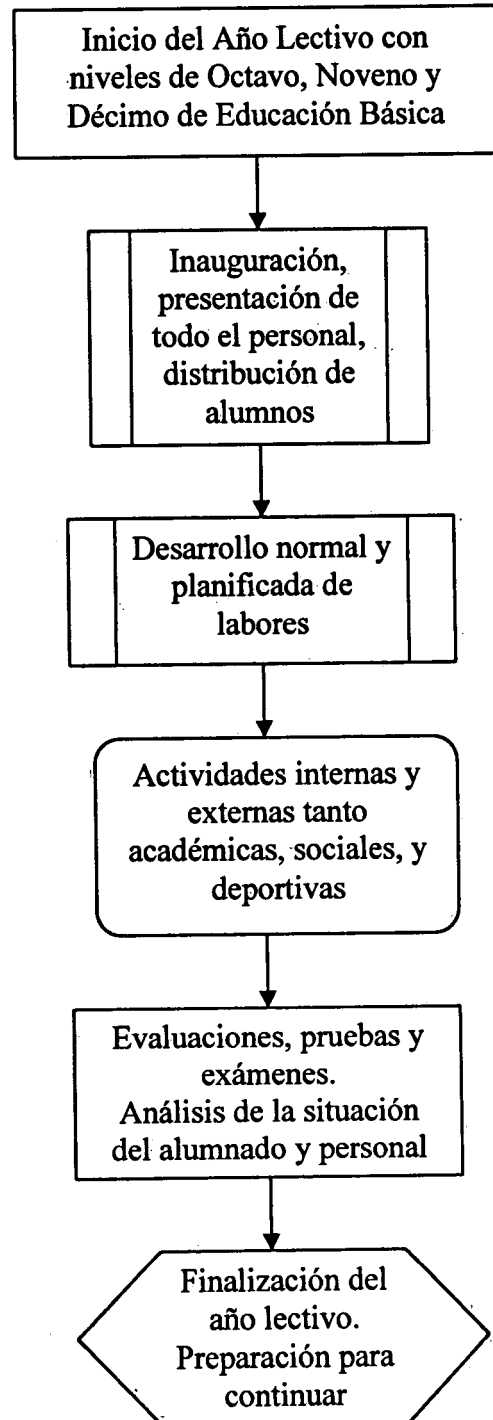 Inicio del Año Lectivo con
niveles de Octavo, Noveno y
Décimo de Educación Básica
Inauguración,
presentación de
todo el personal,
distribución de
alumnos
Desarrollo normal y
planificada de
labores
Actividades internas y
externas tanto
académicas, sociales, y
deportivas
Evaluaciones, pruebas y
exámenes.
Análisis de la situación
del alumnado y personal
Finalización del
año lectivo.
Preparación para
continuar